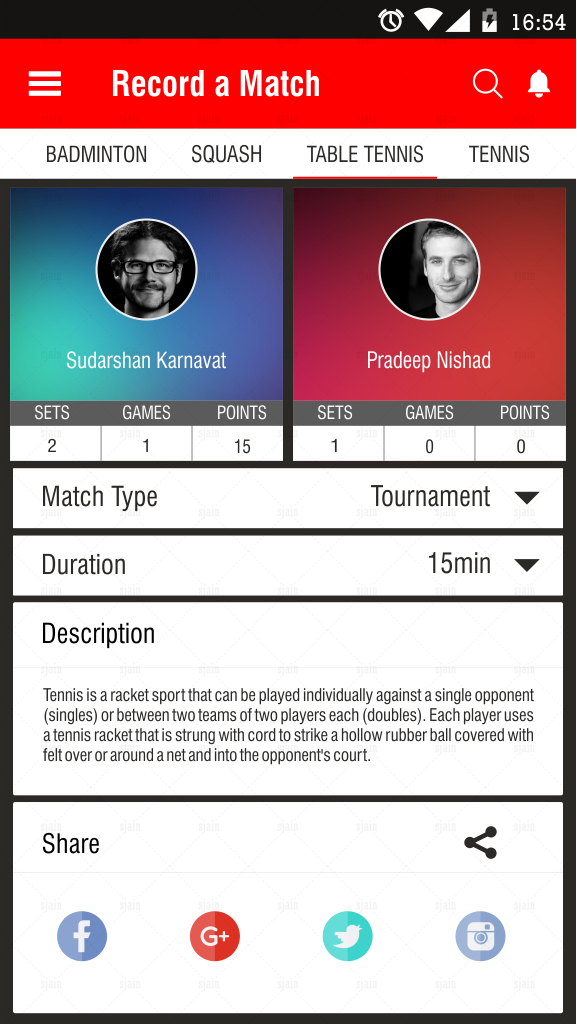 16:54
Record a Match
BADMINTON SQUASH TABLE TENNIS TENNIS
Sudarshan Karnavat Pradeep Nishad
SETS GAMES POINTS SETS GAMES POINTS
2 1 15 1 0 0
Match Type Tournament
Duration 15min
Description
Tennis is a racket sport that can be played individually against a single opponent
(singles) or between two teams of two players each (doubles). Each player uses
a tennis racket that is strung with cord to strike a hollow rubber ball covered with
felt over or around a net and into the opponent's court.
Share
f G+
sjain